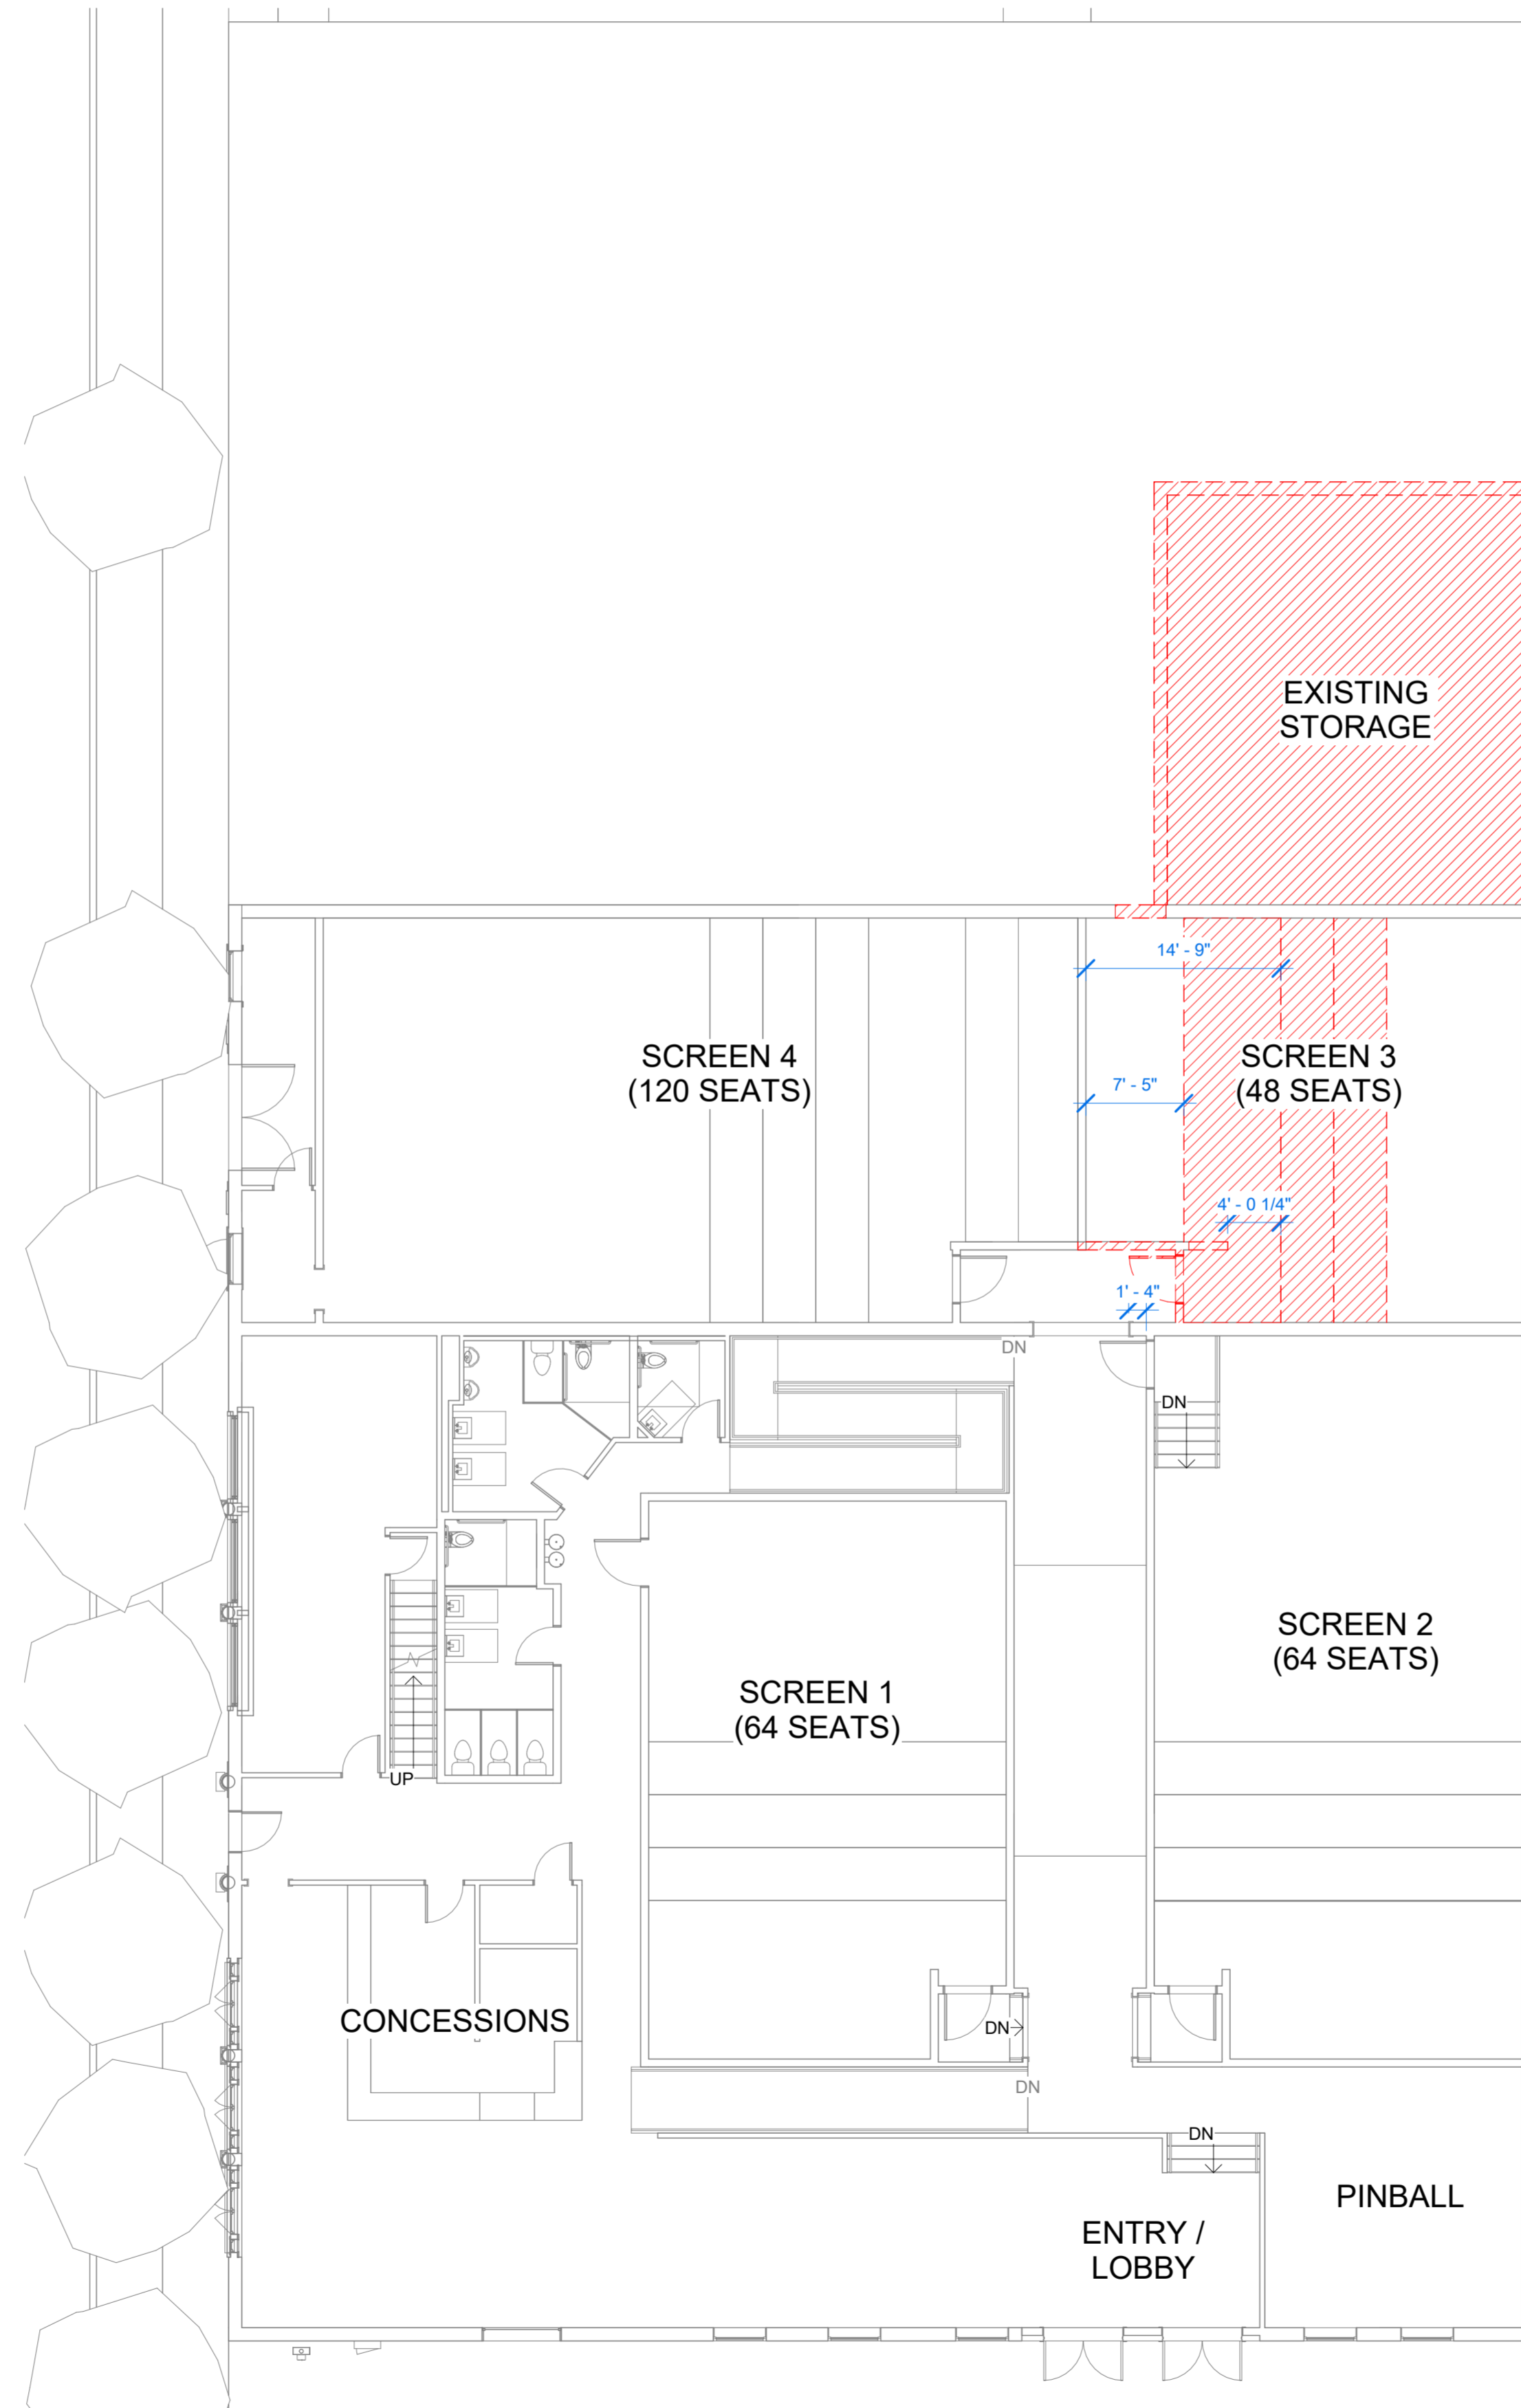 EXISTING
STORAGE
14' - 9"
SCREEN 4
(120 SEATS)
SCREEN 3
(48 SEATS)
7' - 5"
4' - 0 1/4"
1' - 4"
DN
DN
SCREEN 2
(64 SEATS)
SCREEN 1
(64 SEATS)
UP
CONCESSIONS
DN
DN
DN
PINBALL
ENTRY /
LOBBY